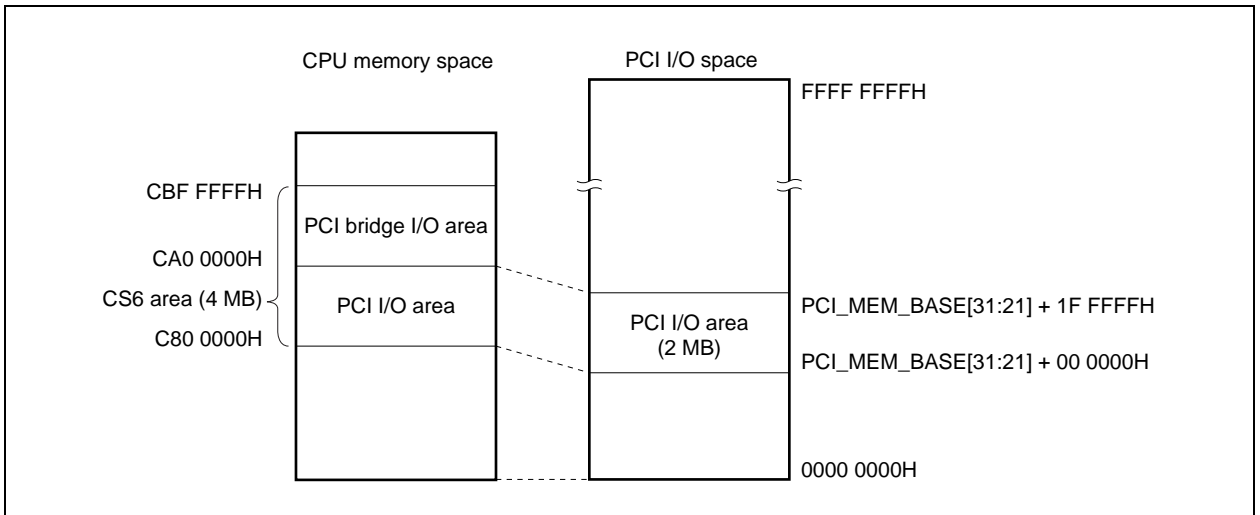 CPU memory space
PCI I/O space
FFFF FFFFH
CBF FFFFH
PCI bridge I/O area
CA0 0000H
CS6 area (4 MB)
PCI I/O area
C80 0000H
PCI I/O area
(2 MB)
PCI_MEM_BASE[31:21] + 1F FFFFH
PCI_MEM_BASE[31:21] + 00 0000H
0000 0000H